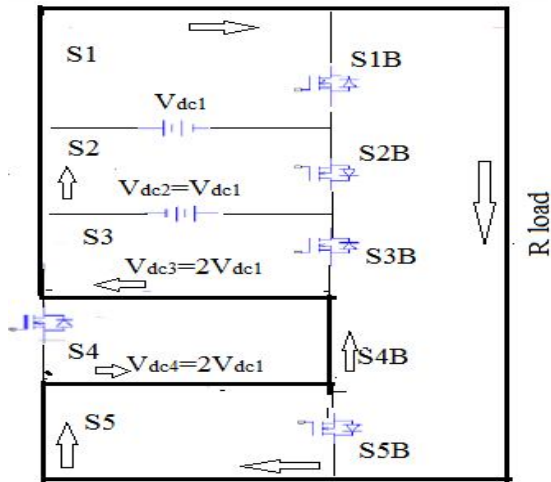 S1
S1B
Vdc1
S2
S2B
Vdc2=Vdc1
S3
S3B
Vdc3=2Vdc1
R load
S4
Vdc4=2Vdc1
S4B
S5
S5B